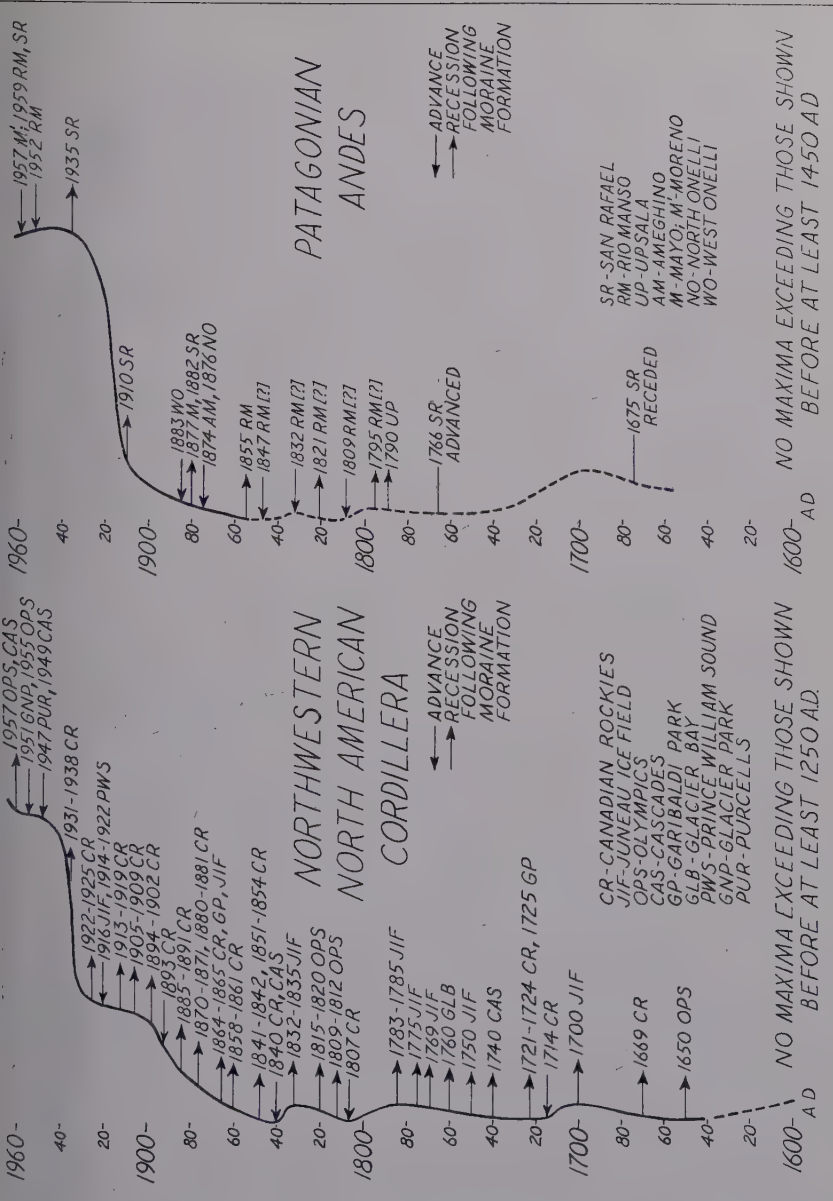 1960-
40-
20-
1900-
80-
60-
40-
20-
1800-
80-
60-
40-
20-
1700-
80-
60-
40-
20-
1600-
AD
1957 OPS, CAS
1951 GNP, 1955 OPS
1947 PUR, 1949 CAS
1931-1938 CR
1922-1925 CR
1916 JIF, 1914-1922 PWS
1913-1919 CR
1905-1909 CR
1894-1902 CR
1893 CR
1885-1891 CR
1870-1871, 1880-1881 CR
1864-1865 CR, GP, JIF
1858-1861 CR
1841-1842, 1851-1854 CR
1840 CR, CAS
1832-1835 JIF
1815-1820 OPS
1809-1812 OPS
1807 CR
1783-1785 JIF
1775 JIF
1769 JIF
1760 GLB
1750 JIF
1740 CAS
1721-1724 CR, 1725 GP
1714 CR
1700 JIF
1669 CR
1650 OPS
NORTHWESTERN
NORTH AMERICAN
CORDILLERA
ADVANCE
RECESSION
FOLLOWING
MORAINE
FORMATION
CR-CANADIAN ROCKIES
JIF-JUNEAU ICE FIELD
OPS-OLYMPICS
CAS-CASCADES
GP-GARIBALDI PARK
GLB-GLACIER BAY
PWS-PRINCE WILLIAM SOUND
GNP-GLACIER PARK
PUR-PURCELLS
NO MAXIMA EXCEEDING THOSE SHOWN
BEFORE AT LEAST 1250 A.D.
1960-
40-
20-
1900-
80-
60-
40-
20-
1800-
80-
60-
40-
20-
1700-
80-
60-
40-
20-
1600-
AD
1957 M', 1959 RM, SR
1952 RM
1935 SR
1910 SR
1883 WO
1877 M, 1882 SR
1874 AM, 1876 NO
1855 RM
1847 RM [?]
1832 RM [?]
1821 RM [?]
1809 RM [?]
1795 RM [?]
1790 UP
1766 SR
ADVANCED
1675 SR
RECEDED
PATAGONIAN
ANDES
ADVANCE
RECESSION
FOLLOWING
MORAINE
FORMATION
SR-SAN RAFAEL
RM-RIO MANSO
UP-UPSALA
AM-AMEGHINO
M-MAYO; M'-MORENO
NO-NORTH ONELLI
WO-WEST ONELLI
NO MAXIMA EXCEEDING THOSE SHOWN
BEFORE AT LEAST 1450 AD